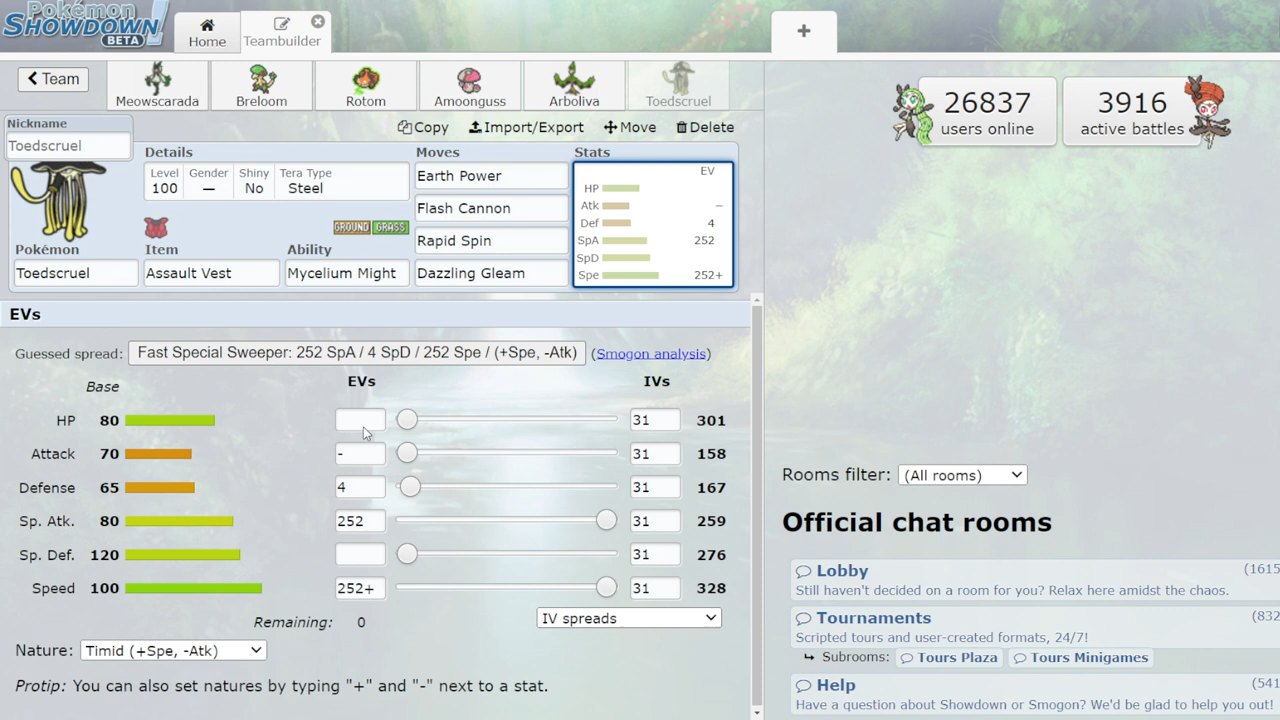 Pokémon
SHOWDOWN!
BETA
Home
Teambuilder
+
Team
Meowscarada
Breloom
Rotom
Amoonguss
Arboliva
Toedscruel
26837
users online
3916
active battles
Nickname
Toedscruel
Copy
Import/Export
Move
Delete
Details
Level
100
Gender
—
Shiny
No
Tera Type
Steel
GROUND GRASS
Pokémon
Toedscruel
Item
Assault Vest
Ability
Mycelium Might
Moves
Earth Power
Flash Cannon
Rapid Spin
Dazzling Gleam
Stats
EV
HP
Atk –
Def 4
SpA 252
SpD
Spe 252+
EVs
Guessed spread: Fast Special Sweeper: 252 SpA / 4 SpD / 252 Spe / (+Spe, -Atk) (Smogon analysis)
Base EVs IVs
HP 80 31 301
Attack 70 - 31 158
Defense 65 4 31 167
Sp. Atk. 80 252 31 259
Sp. Def. 120 31 276
Speed 100 252+ 31 328
Remaining: 0
IV spreads
Nature: Timid (+Spe, -Atk)
Protip: You can also set natures by typing "+" and "-" next to a stat.
Rooms filter: (All rooms)
Official chat rooms
Lobby (1615
Still haven't decided on a room for you? Relax here amidst the chaos.
Tournaments (832
Scripted tours and user-created formats, 24/7!
Subrooms: Tours Plaza Tours Minigames
Help (541
Have a question about Showdown or Smogon? We'd be glad to help you out!